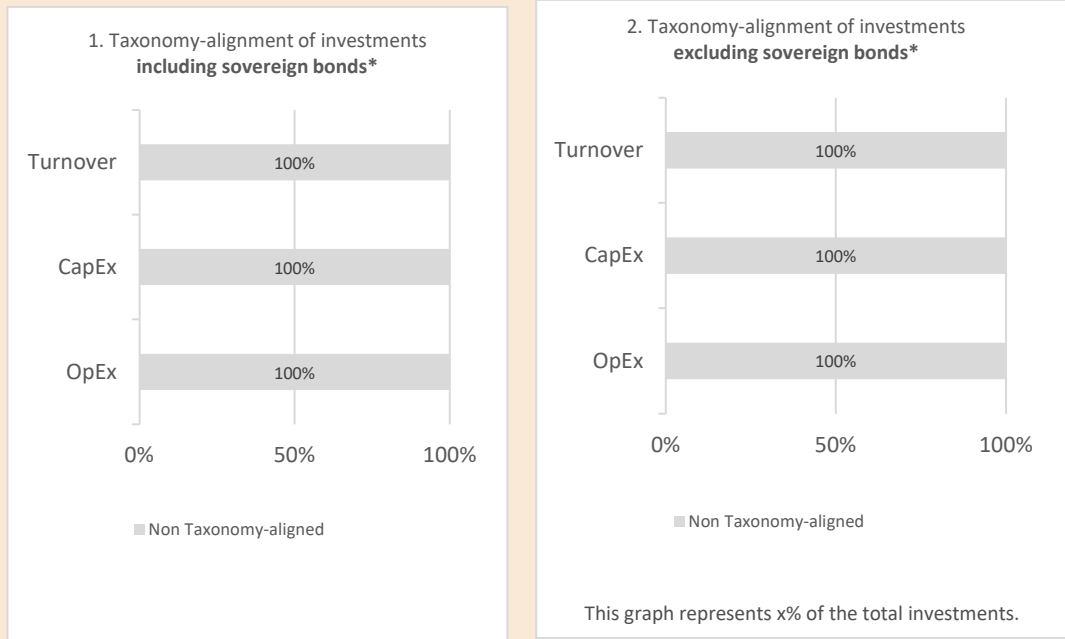 1. Taxonomy-alignment of investments
including sovereign bonds*
Turnover
100%
CapEx
100%
OpEx
100%
0%
50%
100%
Non Taxonomy-aligned
2. Taxonomy-alignment of investments
excluding sovereign bonds*
Turnover
100%
CapEx
100%
OpEx
100%
0%
50%
100%
Non Taxonomy-aligned
This graph represents x% of the total investments.